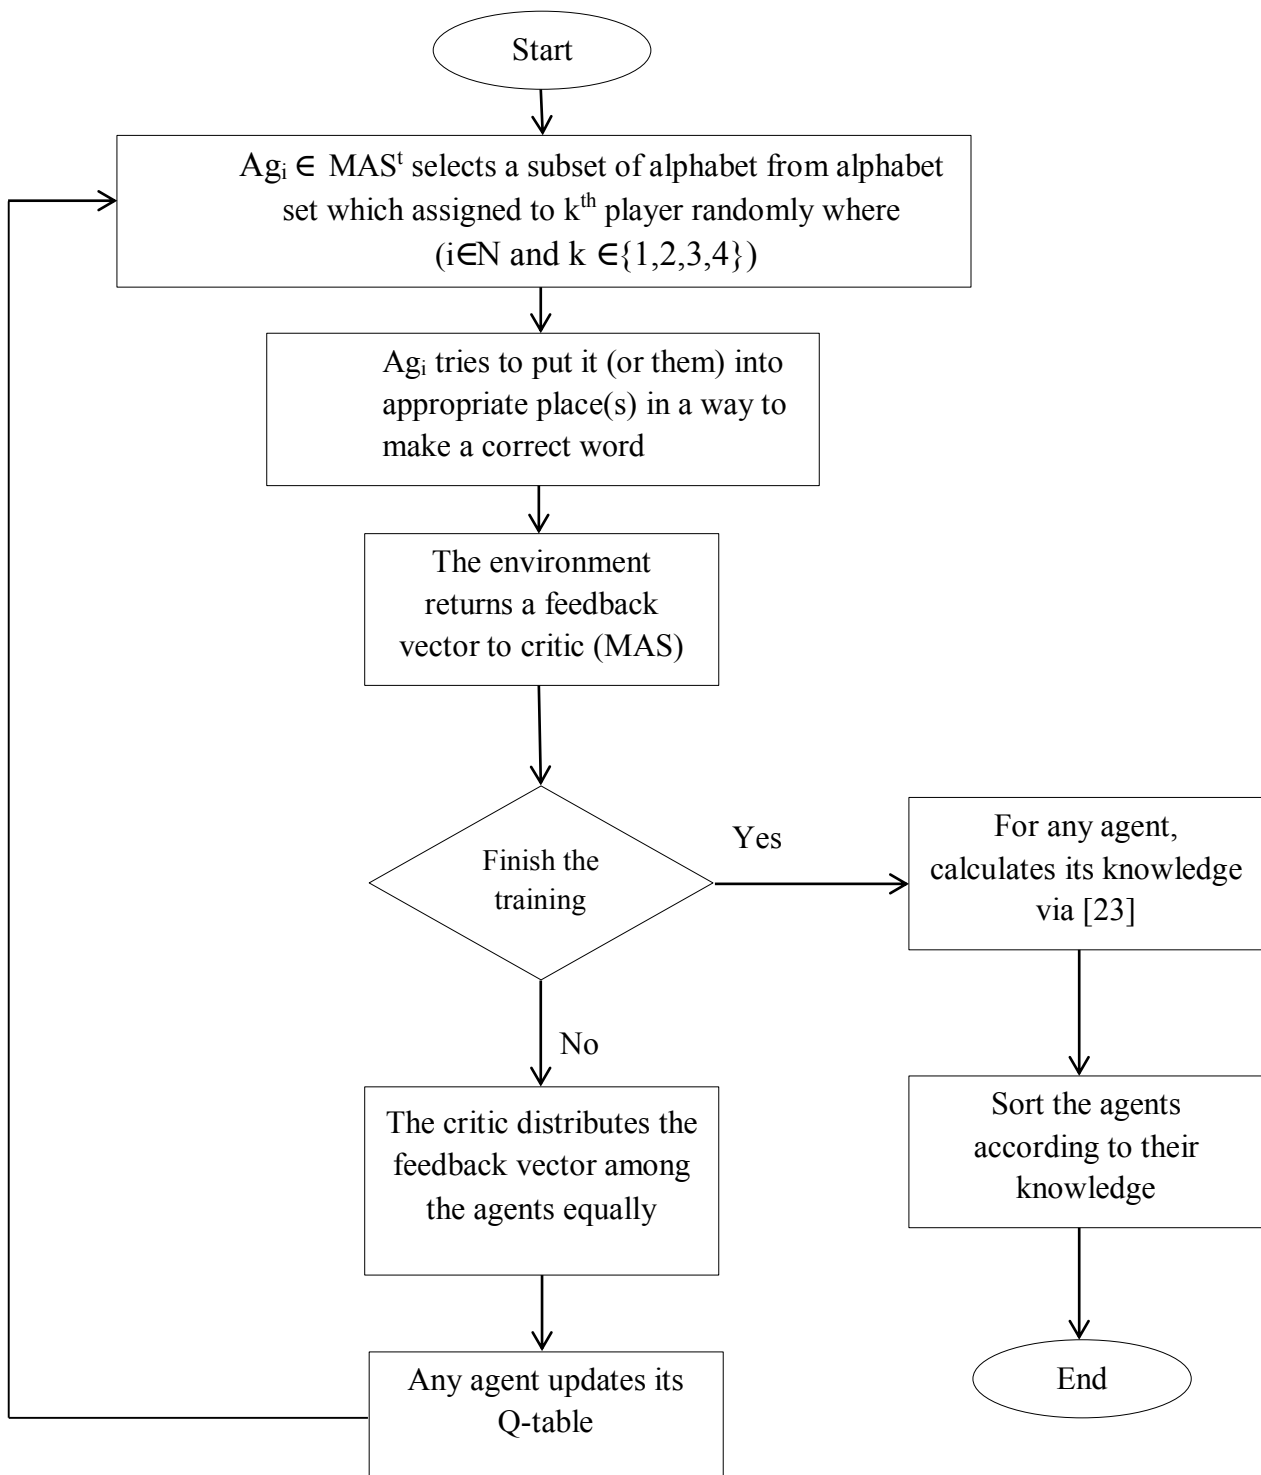 Start
Agᵢ ∈ MASᵗ selects a subset of alphabet from alphabet
set which assigned to kᵗʰ player randomly where
(i∈N and k ∈{1,2,3,4})
Agᵢ tries to put it (or them) into
appropriate place(s) in a way to
make a correct word
The environment
returns a feedback
vector to critic (MAS)
Finish the
training
Yes
For any agent,
calculates its knowledge
via [23]
Sort the agents
according to their
knowledge
End
No
The critic distributes the
feedback vector among
the agents equally
Any agent updates its
Q-table